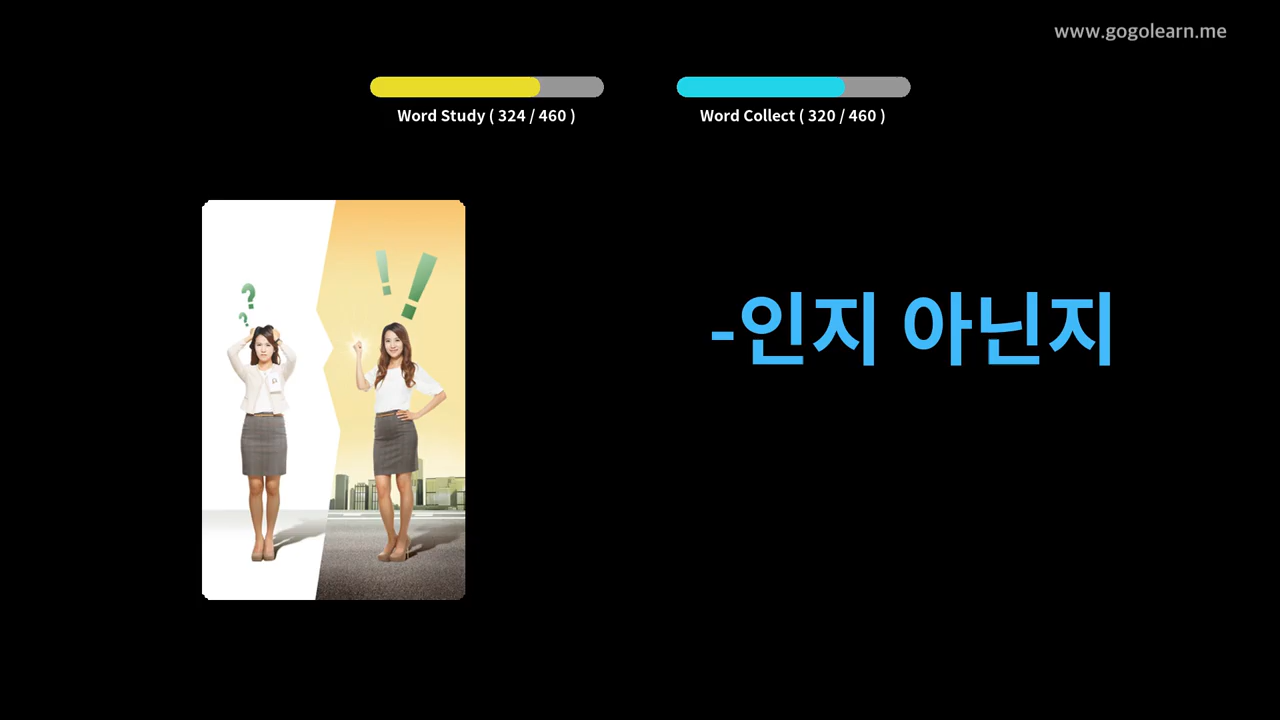 www.gogolearn.me
Word Study ( 324 / 460 )
Word Collect ( 320 / 460 )
? ?
! !
-인지 아닌지